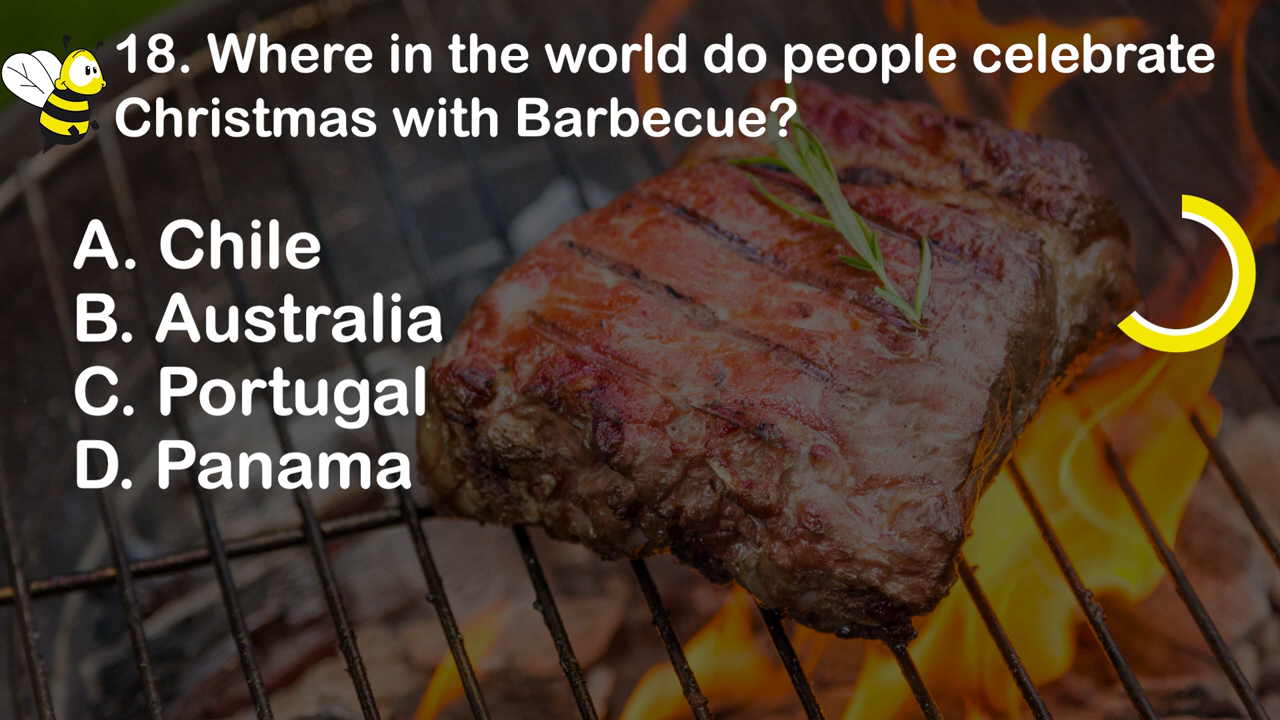 18. Where in the world do people celebrate
Christmas with Barbecue?
A. Chile
B. Australia
C. Portugal
D. Panama